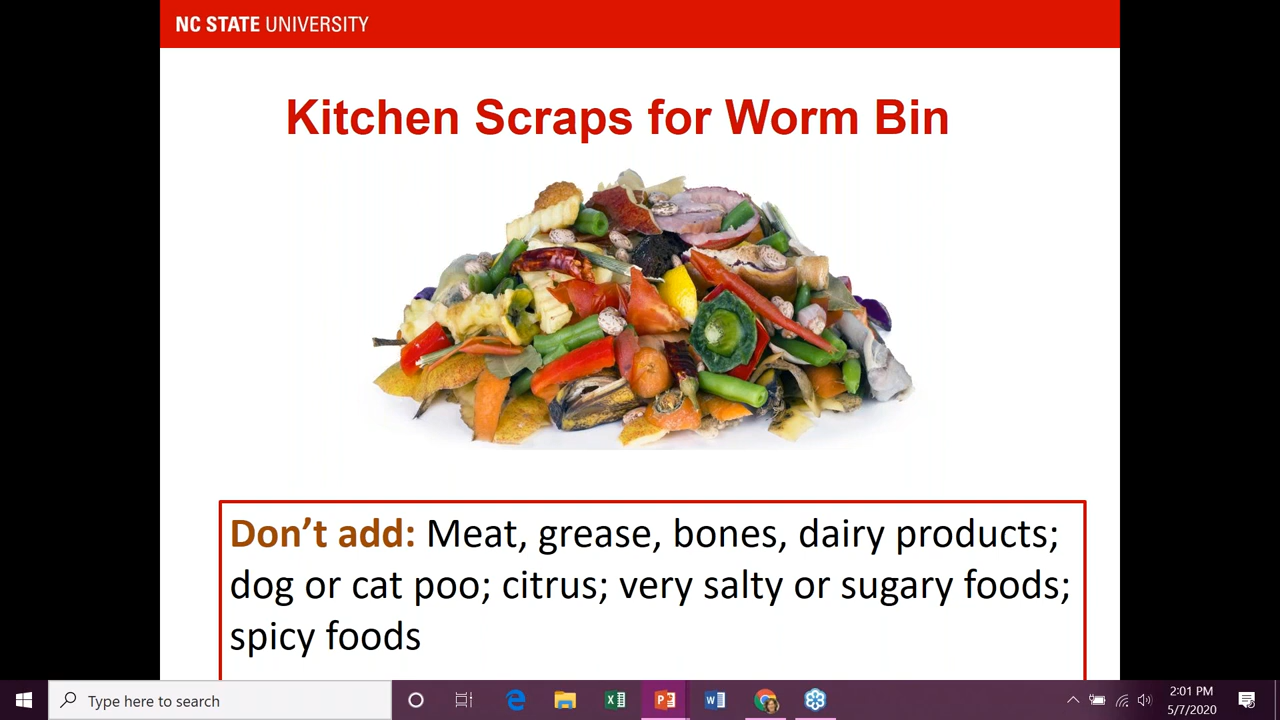 NC STATE UNIVERSITY
Kitchen Scraps for Worm Bin
Don’t add: Meat, grease, bones, dairy products;
dog or cat poo; citrus; very salty or sugary foods;
spicy foods
Type here to search
2:01 PM
5/7/2020